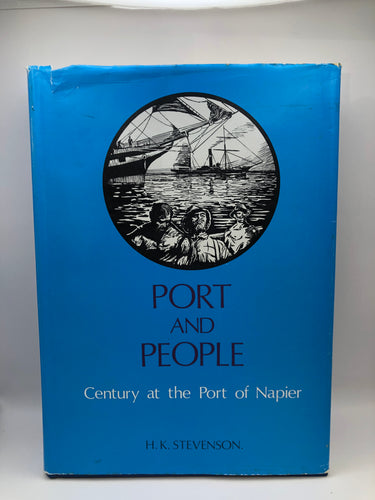 PORT
AND
PEOPLE
Century at the Port of Napier
H. K. STEVENSON.